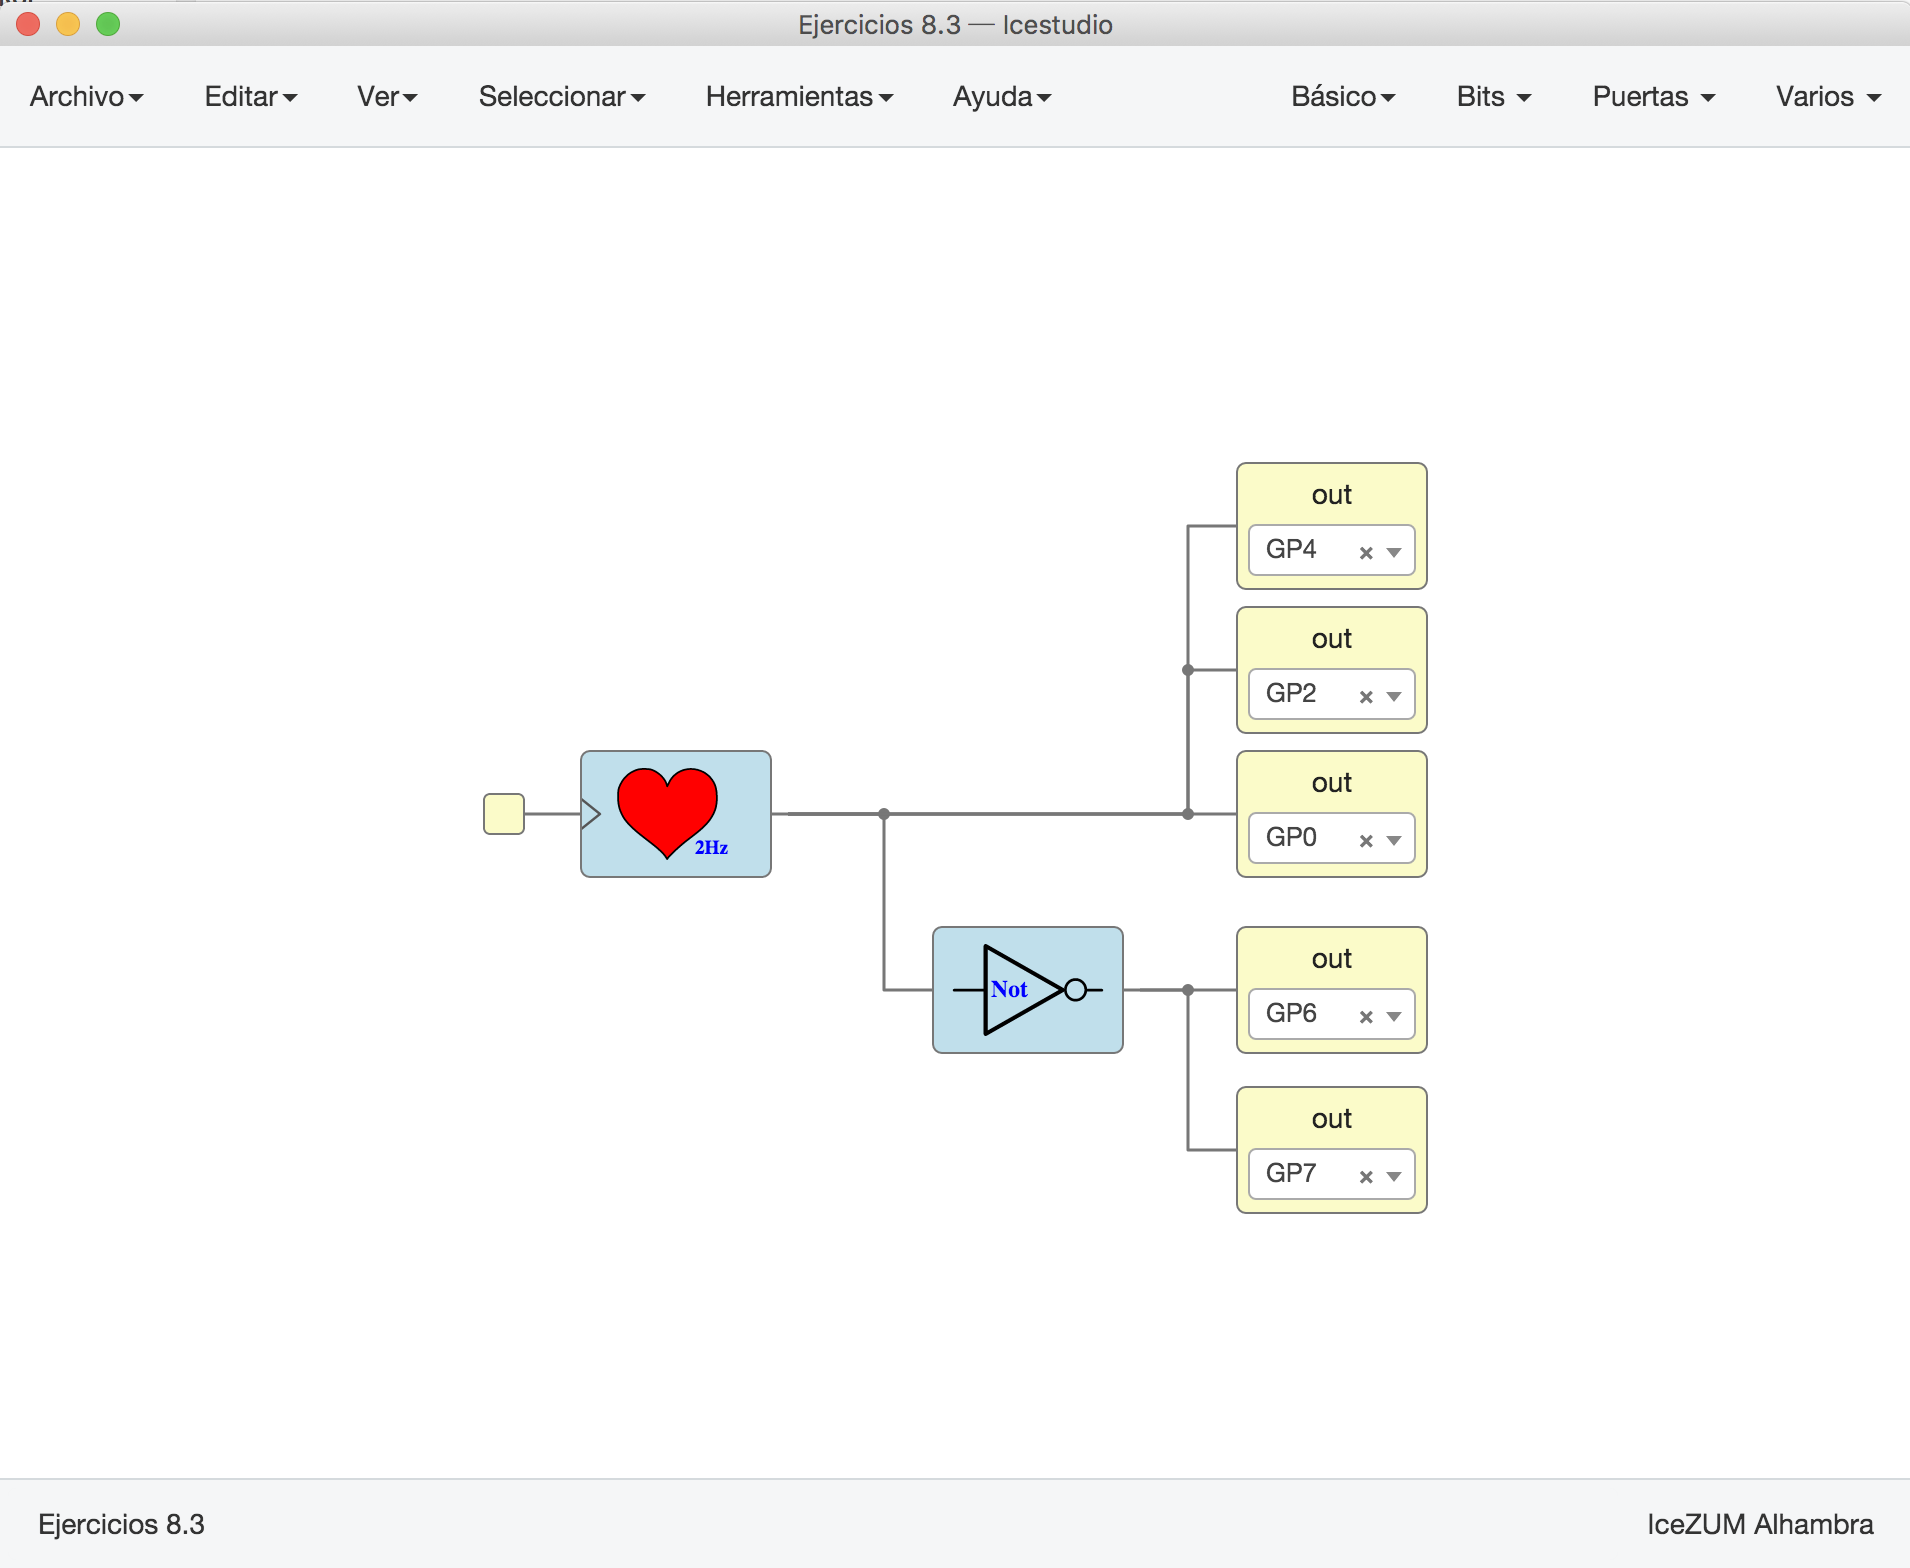 Ejercicios 8.3 — Icestudio
Archivo Editar Ver Seleccionar Herramientas Ayuda Básico Bits Puertas Varios
out
GP4
out
GP2
out
GP0
2Hz
out
GP6
Not
out
GP7
Ejercicios 8.3 IceZUM Alhambra